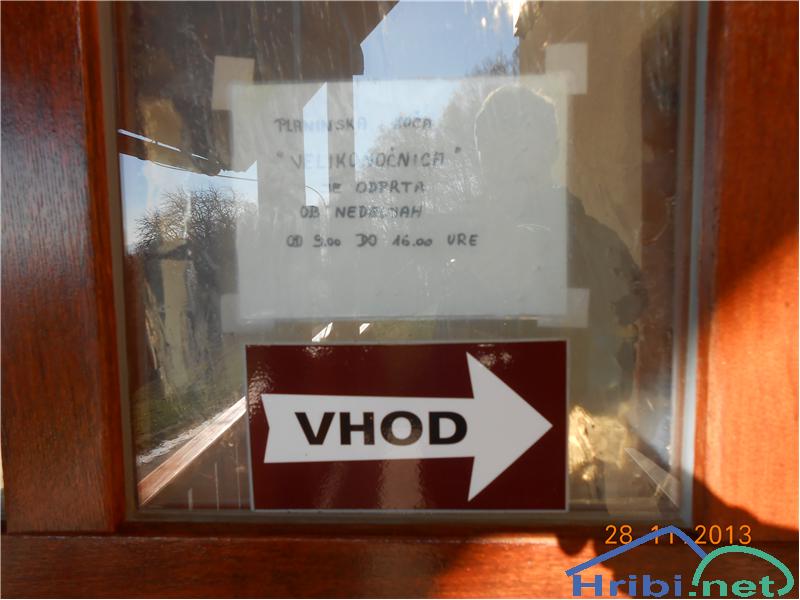 PLANINSKA KOČA
"VELIKONOČNICA"
JE ODPRTA
OB NEDELJAH
OD 9.00 DO 16.00 URE
VHOD
28 11 2013
Hribi.net